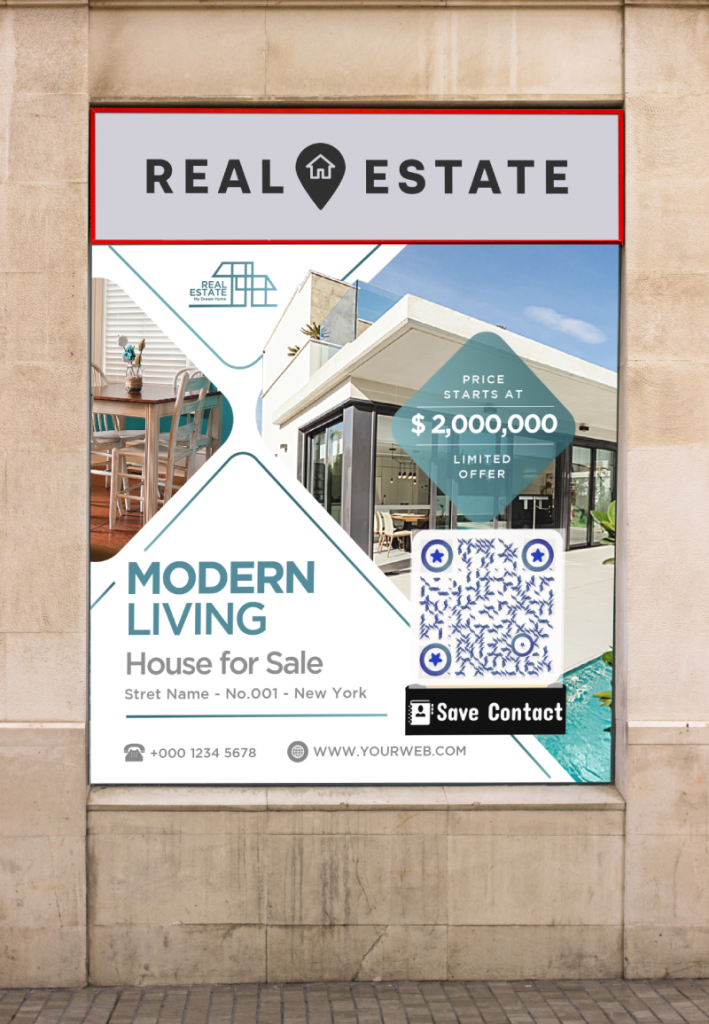 REAL ESTATE
REAL
ESTATE
My Dream Home
PRICE
STARTS AT
$ 2,000,000
LIMITED
OFFER
MODERN
LIVING
House for Sale
Stret Name - No.001 - New York
Save Contact
+000 1234 5678 WWW.YOURWEB.COM